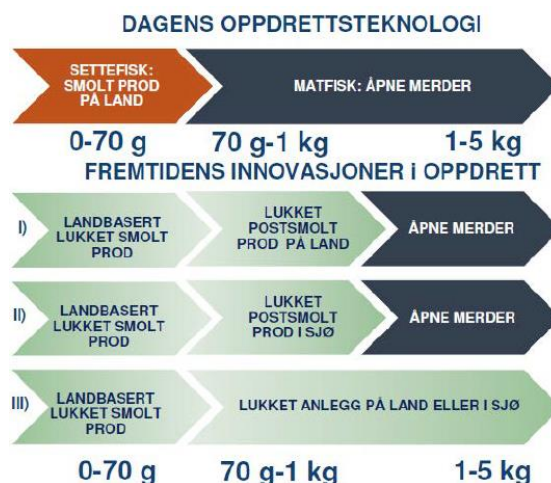 DAGENS OPPDRETTSTEKNOLOGI
SETTEFISK:
SMOLT PROD
PÅ LAND
MATFISK: ÅPNE MERDER
0-70 g
70 g-1 kg
1-5 kg
FREMTIDENS INNOVASJONER i OPPDRETT
I)
LANDBASERT
LUKKET SMOLT
PROD
LUKKET
POSTSMOLT
PROD PÅ LAND
ÅPNE MERDER
II)
LANDBASERT
LUKKET SMOLT
PROD
LUKKET
POSTSMOLT
PROD I SJØ
ÅPNE MERDER
III)
LANDBASERT
LUKKET SMOLT
PROD
LUKKET ANLEGG PÅ LAND ELLER I SJØ
0-70 g
70 g-1 kg
1-5 kg